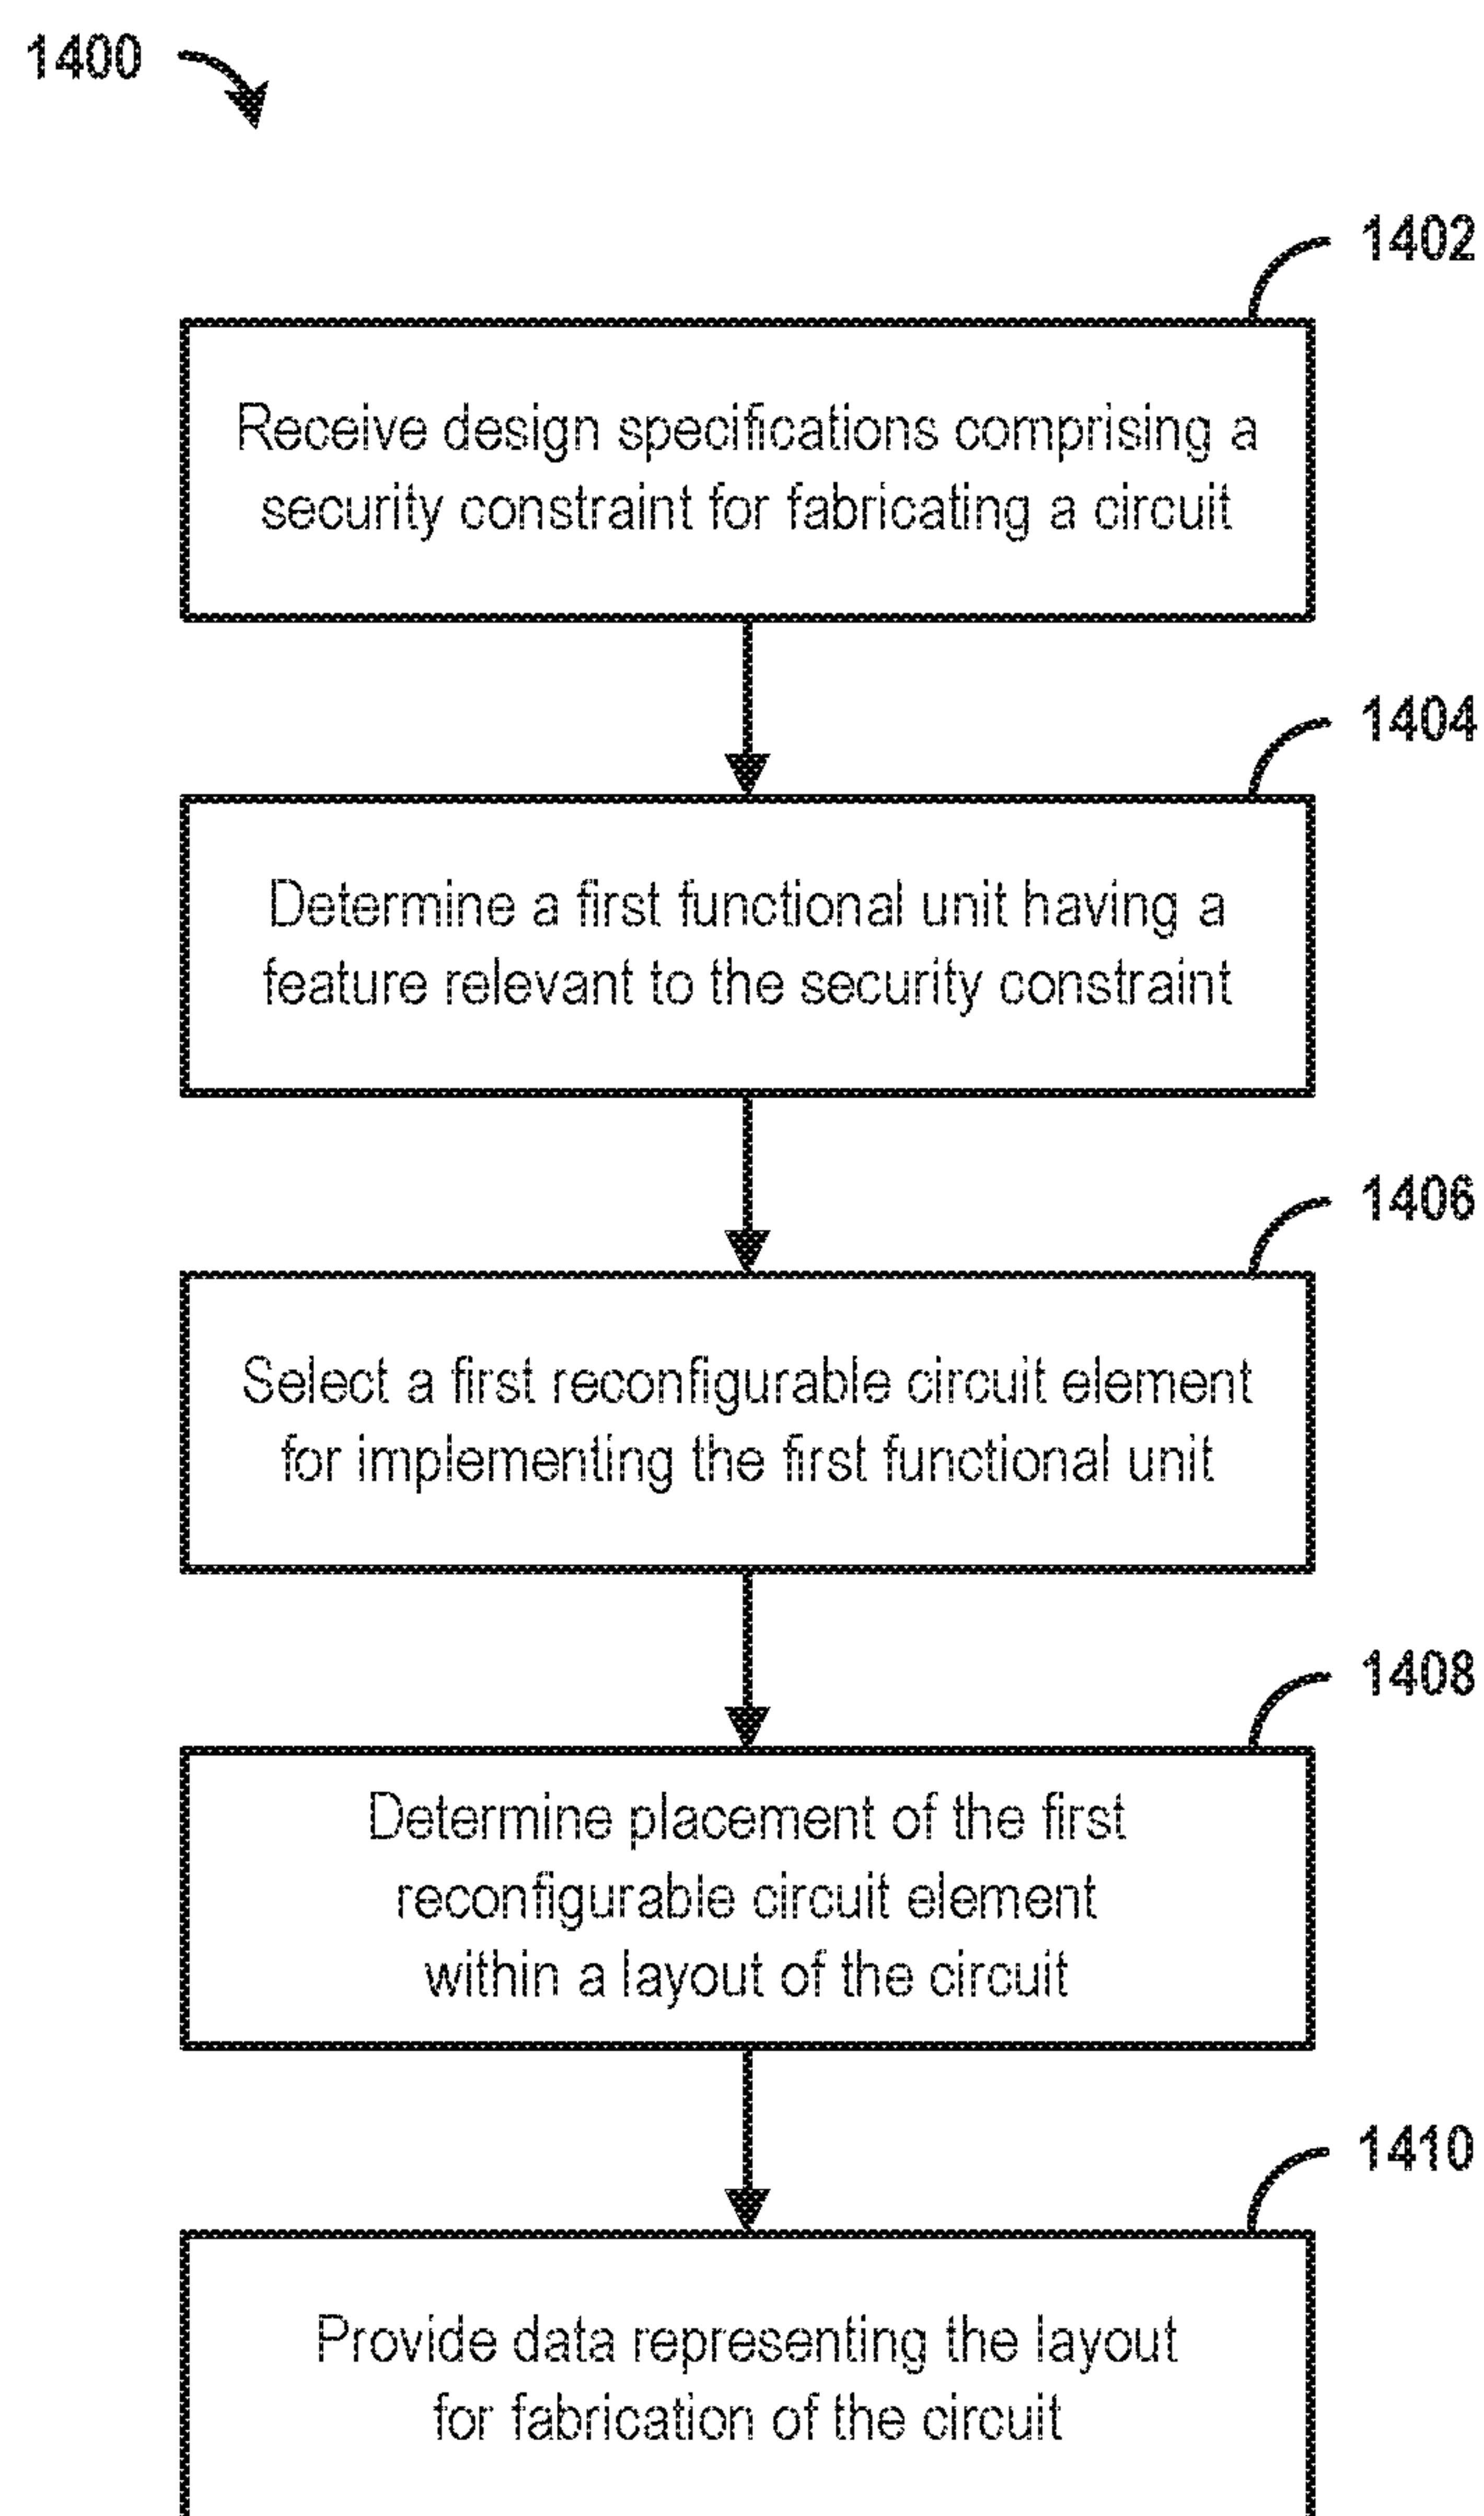 1400
1402
Receive design specifications comprising a
security constraint for fabricating a circuit
1404
Determine a first functional unit having a
feature relevant to the security constraint
1406
Select a first reconfigurable circuit element
for implementing the first functional unit
1408
Determine placement of the first
reconfigurable circuit element
within a layout of the circuit
1410
Provide data representing the layout
for fabrication of the circuit